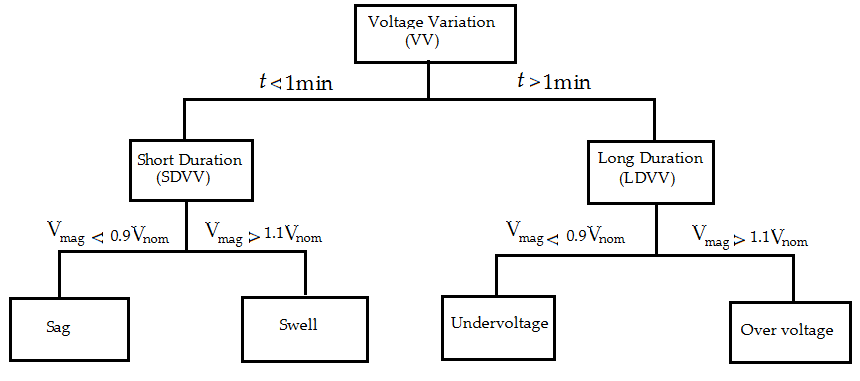 Voltage Variation
(VV)
t < 1min
t > 1min
Short Duration
(SDVV)
Long Duration
(LDVV)
Vmag < 0.9Vnom
Vmag > 1.1Vnom
Vmag < 0.9Vnom
Vmag > 1.1Vnom
Sag
Swell
Undervoltage
Over voltage